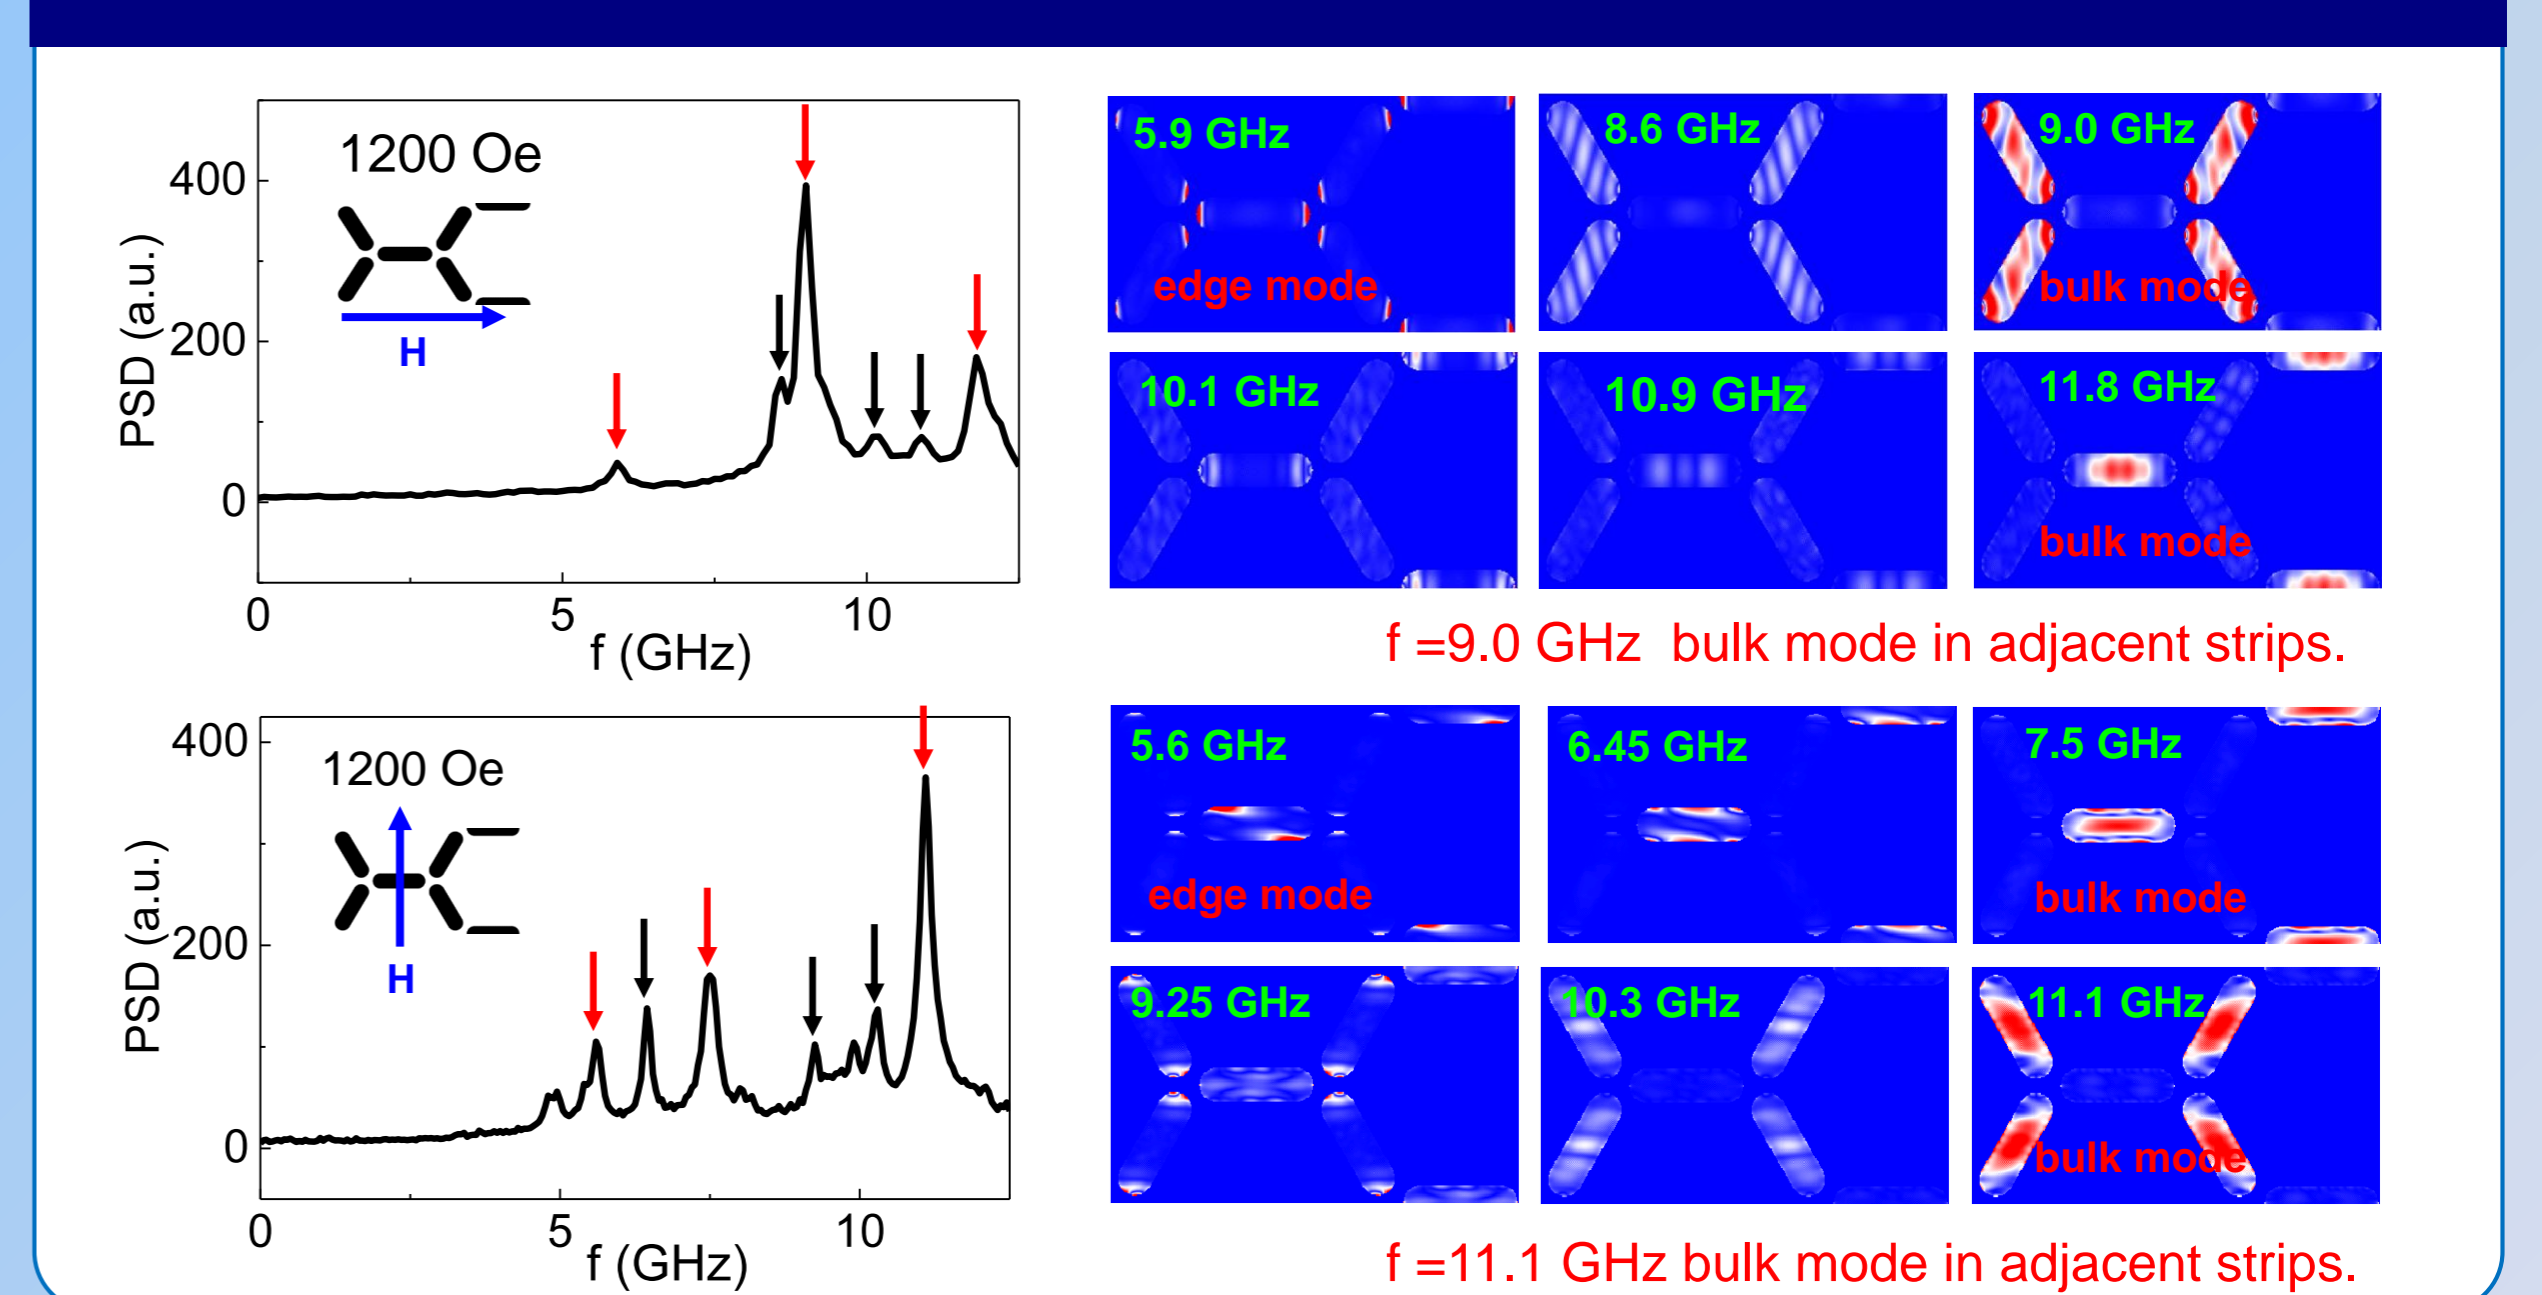 1200 Oe
H
400
200
0
PSD (a.u.)
0 5 10
f (GHz)
5.9 GHz
edge mode
8.6 GHz
9.0 GHz
bulk mode
10.1 GHz
10.9 GHz
11.8 GHz
bulk mode
f =9.0 GHz bulk mode in adjacent strips.
1200 Oe
H
400
200
0
PSD (a.u.)
0 5 10
f (GHz)
5.6 GHz
edge mode
6.45 GHz
7.5 GHz
bulk mode
9.25 GHz
10.3 GHz
11.1 GHz
bulk mode
f =11.1 GHz bulk mode in adjacent strips.